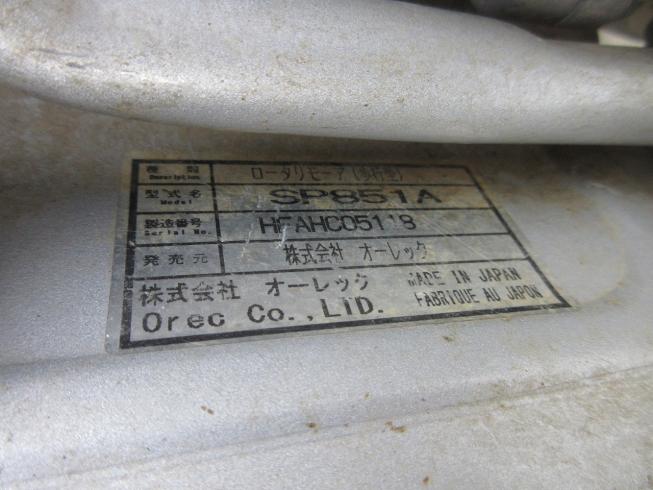 種類 Description ロータリモーア(歩行型)
型式名 Model SP851A
製造番号 Serial No.
発売元 株式会社 オーレック
株式会社 オーレック MADE IN JAPAN
Orec Co.,LTD. FABRIQUE AU JAPON